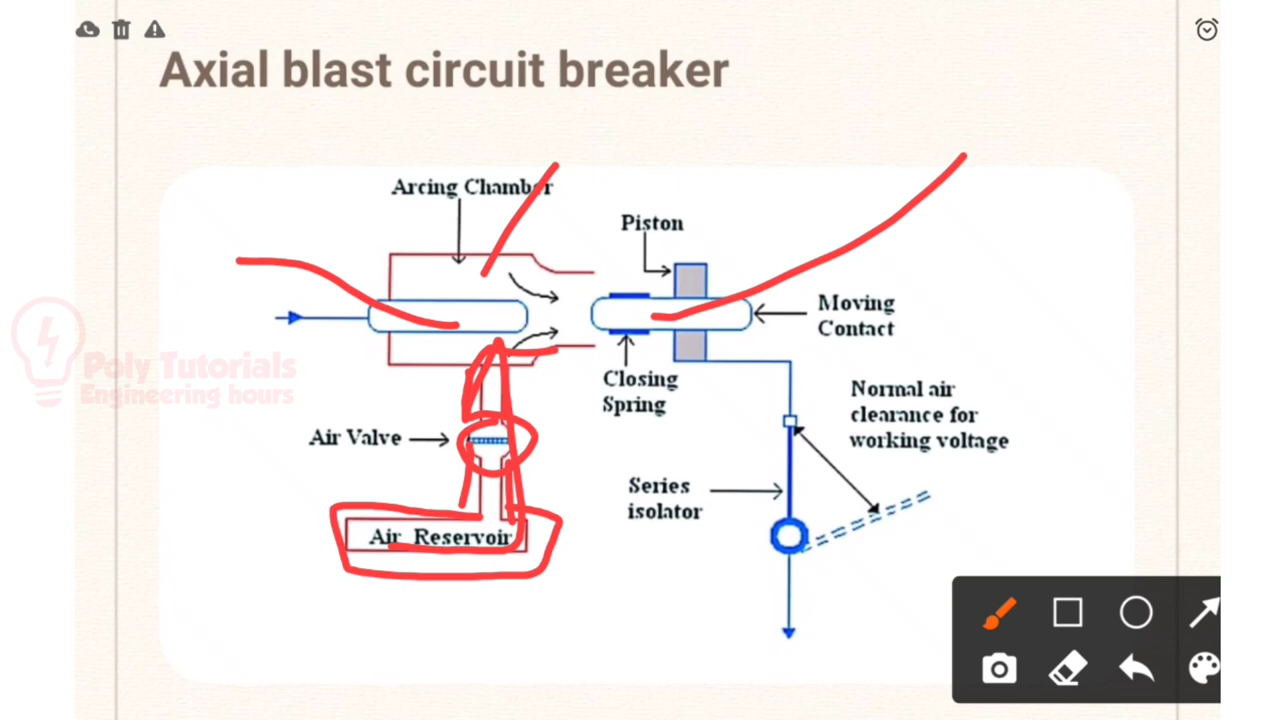 Axial blast circuit breaker
Arcing Chamber
Piston
Moving
Contact
Closing
Spring
Normal air
clearance for
working voltage
Air Valve
Series
isolator
Air Reservoir
Poly Tutorials
Engineering hours